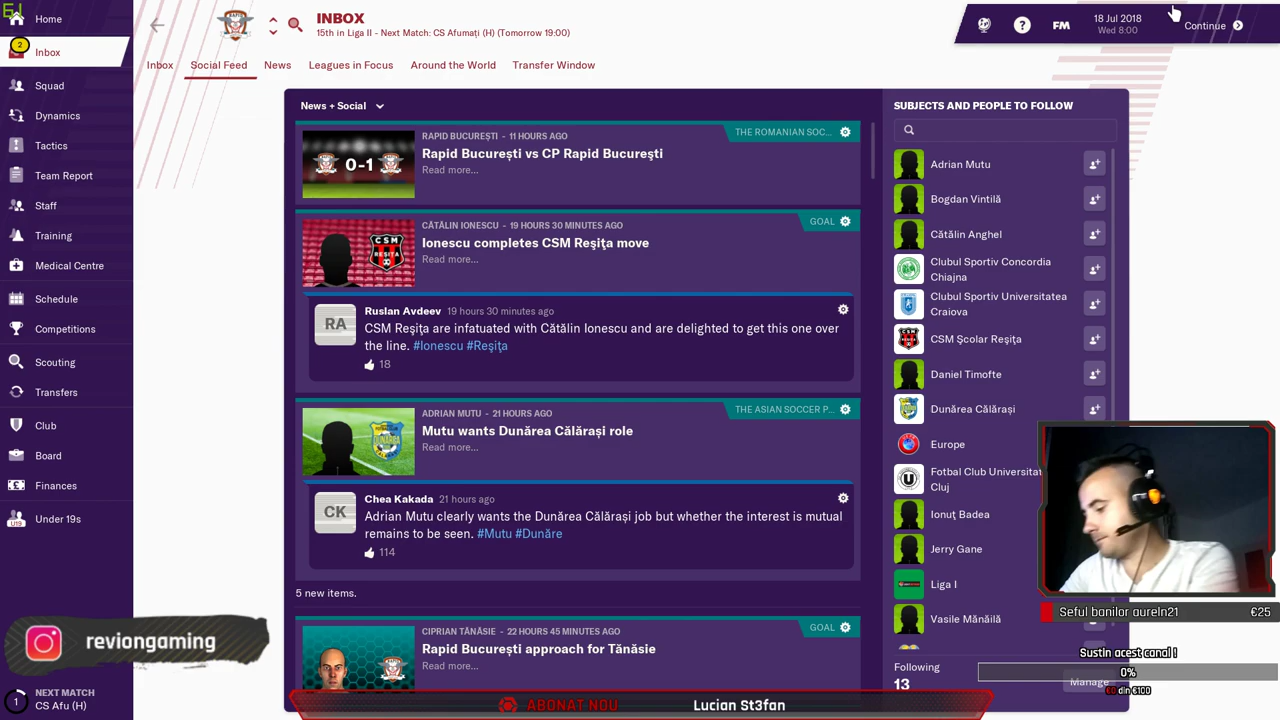 Home
2
Inbox
Squad
Dynamics
Tactics
Team Report
Staff
Training
Medical Centre
Schedule
Competitions
Scouting
Transfers
Club
Board
Finances
U19
Under 19s
reviongaming
1
NEXT MATCH
CS Afu (H)
INBOX
15th in Liga II - Next Match: CS Afumați (H) (Tomorrow 19:00)
?
FM
18 Jul 2018
Wed 8:00
Continue
Inbox
Social Feed
News
Leagues in Focus
Around the World
Transfer Window
News + Social
RAPID BUCUREȘTI - 11 HOURS AGO
THE ROMANIAN SOC...
0-1
Rapid București vs CP Rapid București
Read more...
CĂTĂLIN IONESCU - 19 HOURS 30 MINUTES AGO
GOAL
CSM
REȘIȚA
Ionescu completes CSM Reșița move
Read more...
RA
Ruslan Avdeev 19 hours 30 minutes ago
CSM Reșița are infatuated with Cătălin Ionescu and are delighted to get this one over
the line. #Ionescu #Reșița
18
ADRIAN MUTU - 21 HOURS AGO
THE ASIAN SOCCER P...
Mutu wants Dunărea Călărași role
Read more...
CK
Chea Kakada 21 hours ago
Adrian Mutu clearly wants the Dunărea Călărași job but whether the interest is mutual
remains to be seen. #Mutu #Dunăre
114
5 new items.
CIPRIAN TĂNĂSIE - 22 HOURS 45 MINUTES AGO
GOAL
Rapid București approach for Tănăsie
Read more...
SUBJECTS AND PEOPLE TO FOLLOW
Adrian Mutu
Bogdan Vintilă
Cătălin Anghel
Clubul Sportiv Concordia
Chiajna
Clubul Sportiv Universitatea
Craiova
CSM Școlar Reșița
Daniel Timofte
Dunărea Călărași
Europe
Fotbal Club Universita
Cluj
Ionuț Badea
Jerry Gane
Liga I
Vasile Mănăilă
Following
13
Manage
Seful banilor aureln21
€25
Sustin acest canal !
0%
€0 din €100
ABONAT NOU
Lucian St3fan